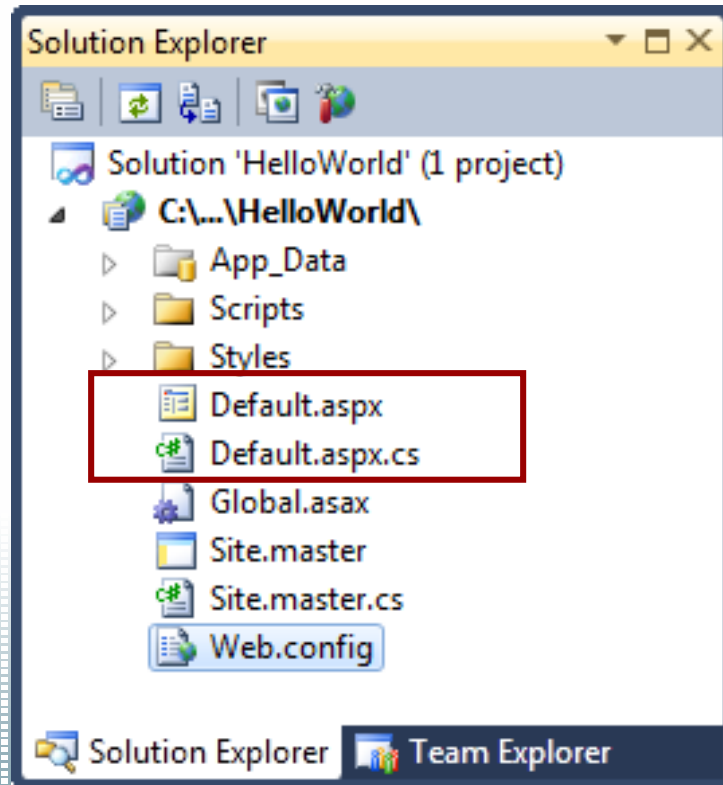 Solution Explorer
Solution 'HelloWorld' (1 project)
C:\...\HelloWorld\
App_Data
Scripts
Styles
Default.aspx
Default.aspx.cs
Global.asax
Site.master
Site.master.cs
Web.config
Solution Explorer Team Explorer